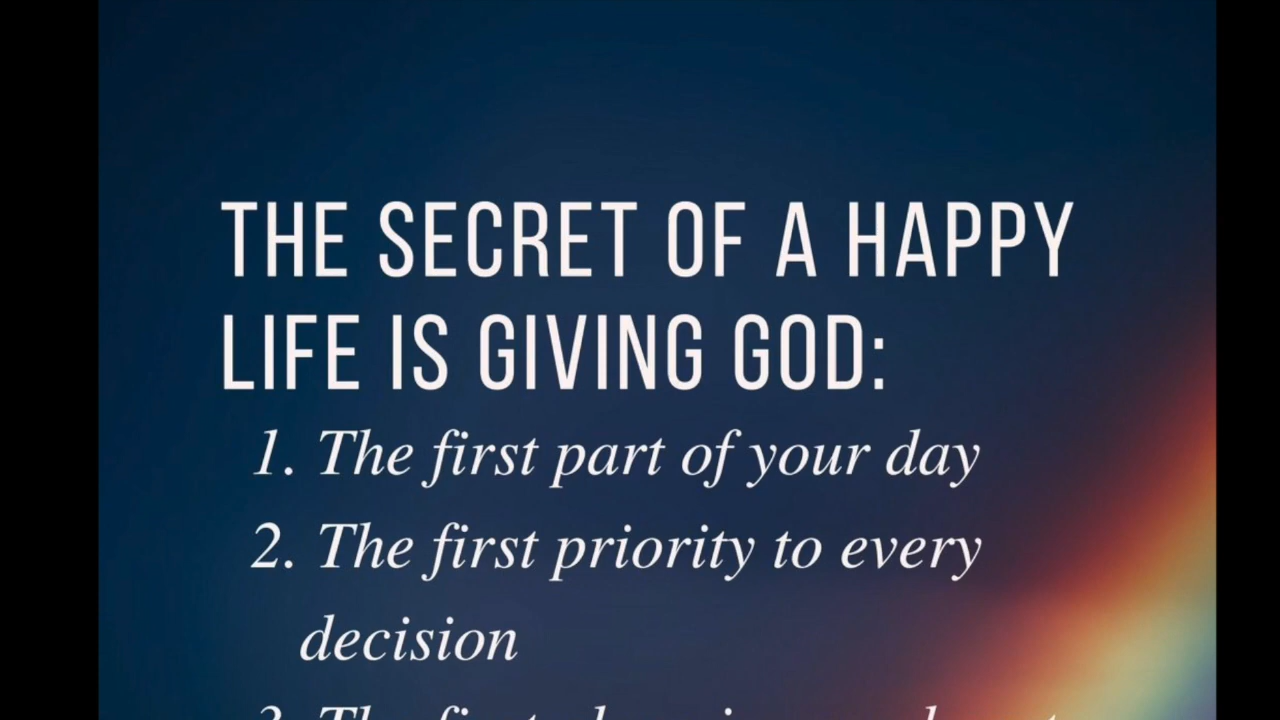 THE SECRET OF A HAPPY
LIFE IS GIVING GOD:
1. The first part of your day
2. The first priority to every
decision